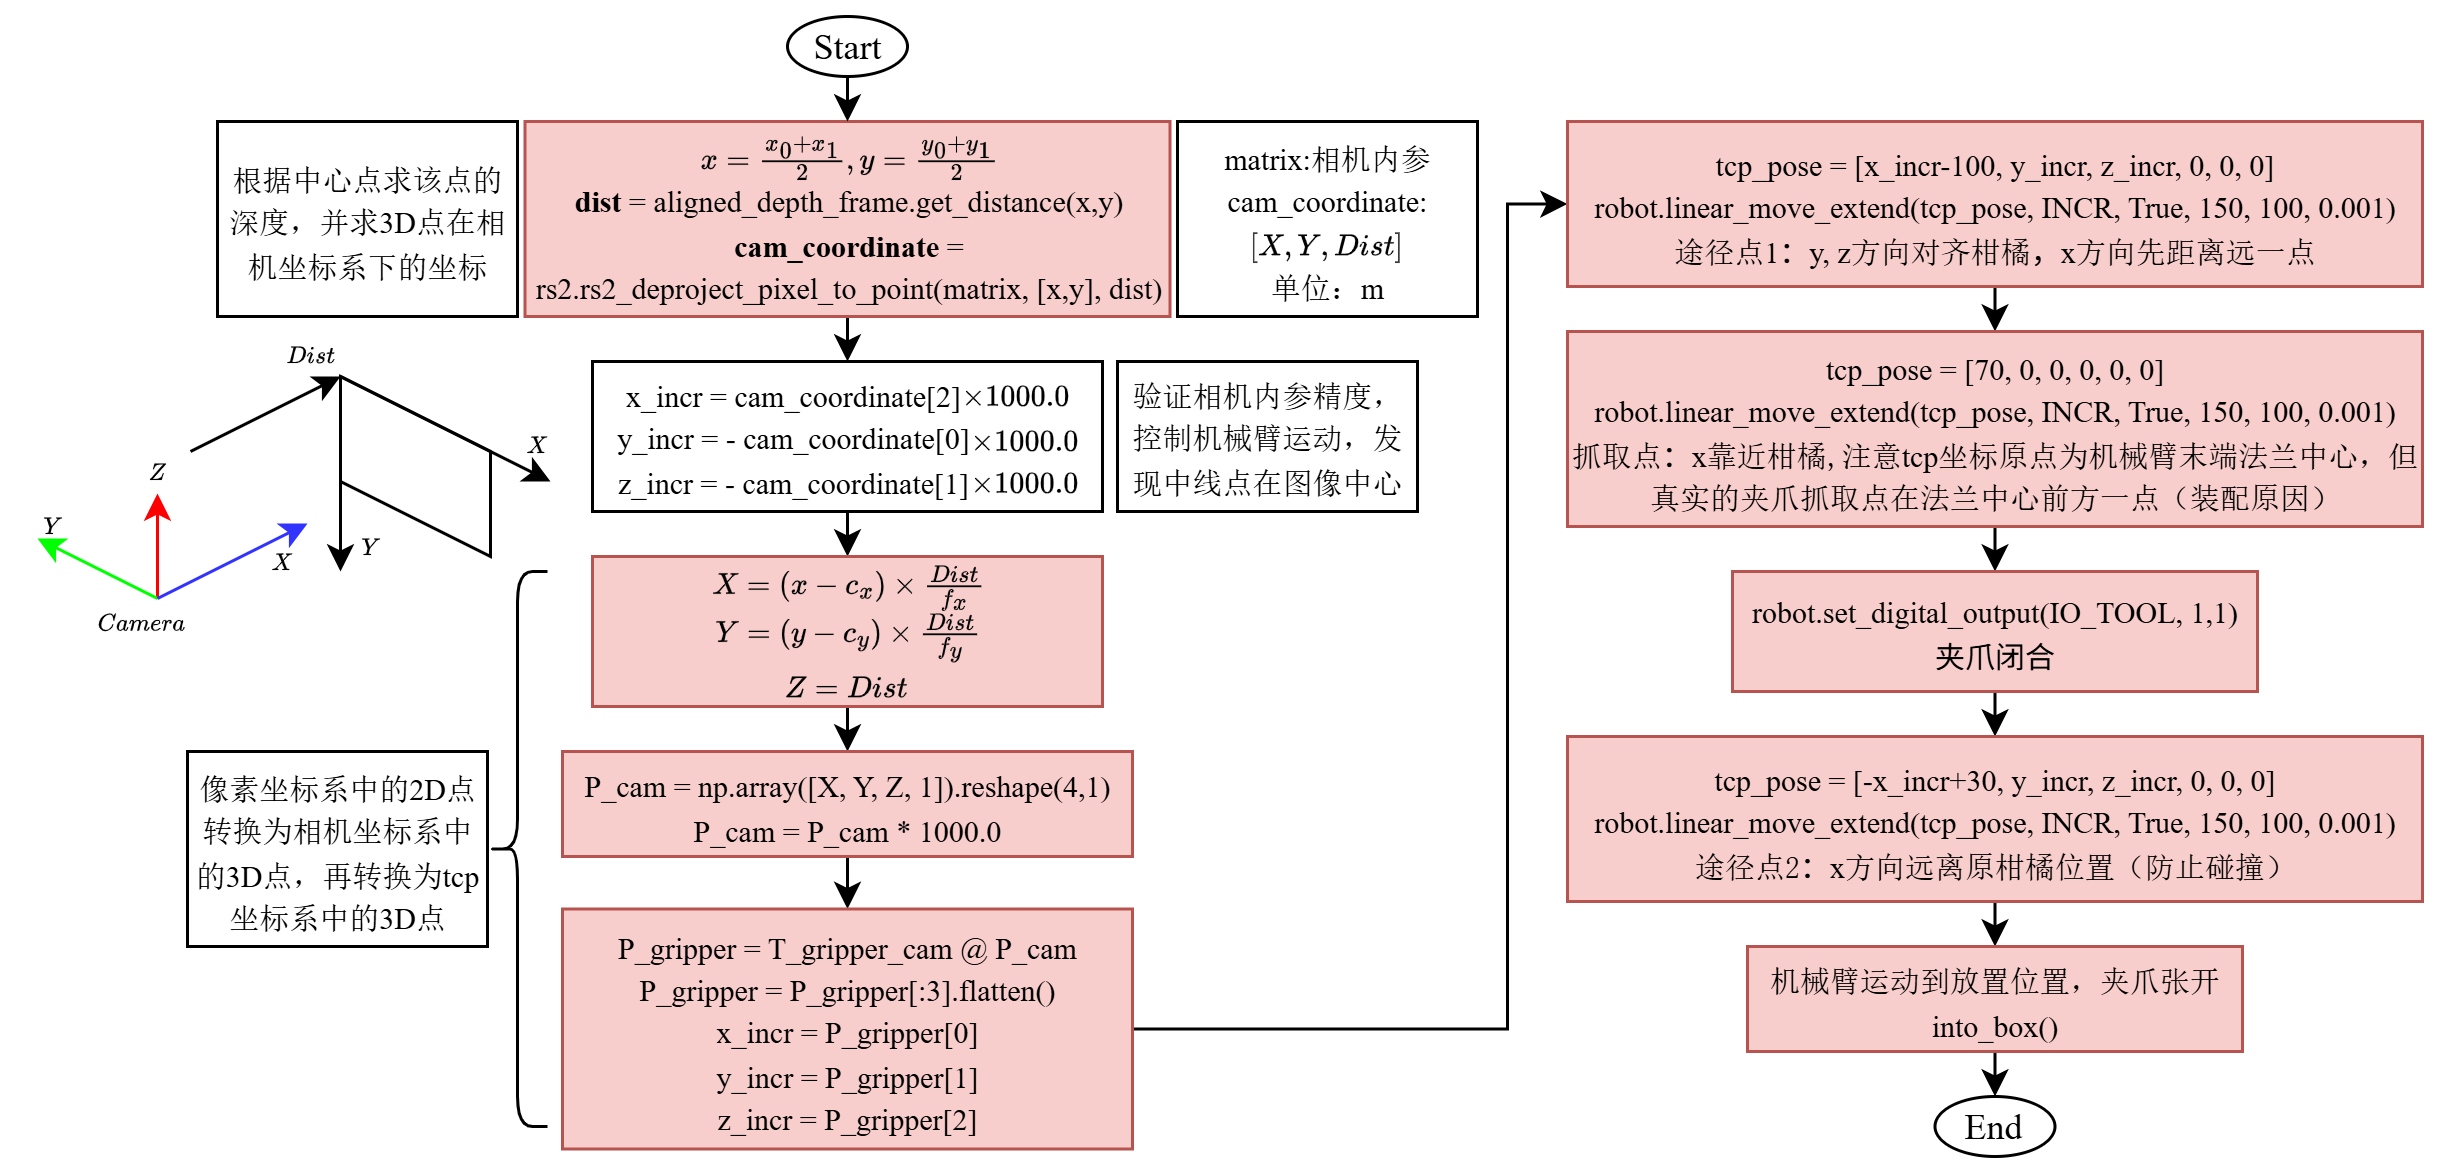 Start
根据中心点求该点的
深度，并求3D点在相
机坐标系下的坐标
x = \frac{x_0+x_1}{2}, y = \frac{y_0+y_1}{2}
dist = aligned_depth_frame.get_distance(x,y)
cam_coordinate =
rs2.rs2_deproject_pixel_to_point(matrix, [x,y], dist)
matrix:相机内参
cam_coordinate:
[X, Y, Dist]
单位：m
Dist
X
Y
Z
Y
X
Camera
x_incr = cam_coordinate[2]×1000.0
y_incr = - cam_coordinate[0]×1000.0
z_incr = - cam_coordinate[1]×1000.0
验证相机内参精度，
控制机械臂运动，发
现中线点在图像中心
X = (x − c_x) × \frac{Dist}{f_x}
Y = (y − c_y) × \frac{Dist}{f_y}
Z = Dist
像素坐标系中的2D点
转换为相机坐标系中
的3D点，再转换为tcp
坐标系中的3D点
P_cam = np.array([X, Y, Z, 1]).reshape(4,1)
P_cam = P_cam * 1000.0
P_gripper = T_gripper_cam @ P_cam
P_gripper = P_gripper[:3].flatten()
x_incr = P_gripper[0]
y_incr = P_gripper[1]
z_incr = P_gripper[2]
tcp_pose = [x_incr-100, y_incr, z_incr, 0, 0, 0]
robot.linear_move_extend(tcp_pose, INCR, True, 150, 100, 0.001)
途径点1：y, z方向对齐柑橘，x方向先距离远一点
tcp_pose = [70, 0, 0, 0, 0, 0]
robot.linear_move_extend(tcp_pose, INCR, True, 150, 100, 0.001)
抓取点：x靠近柑橘, 注意tcp坐标原点为机械臂末端法兰中心，但
真实的夹爪抓取点在法兰中心前方一点（装配原因）
robot.set_digital_output(IO_TOOL, 1,1)
夹爪闭合
tcp_pose = [-x_incr+30, y_incr, z_incr, 0, 0, 0]
robot.linear_move_extend(tcp_pose, INCR, True, 150, 100, 0.001)
途径点2：x方向远离原柑橘位置（防止碰撞）
机械臂运动到放置位置，夹爪张开
into_box()
End